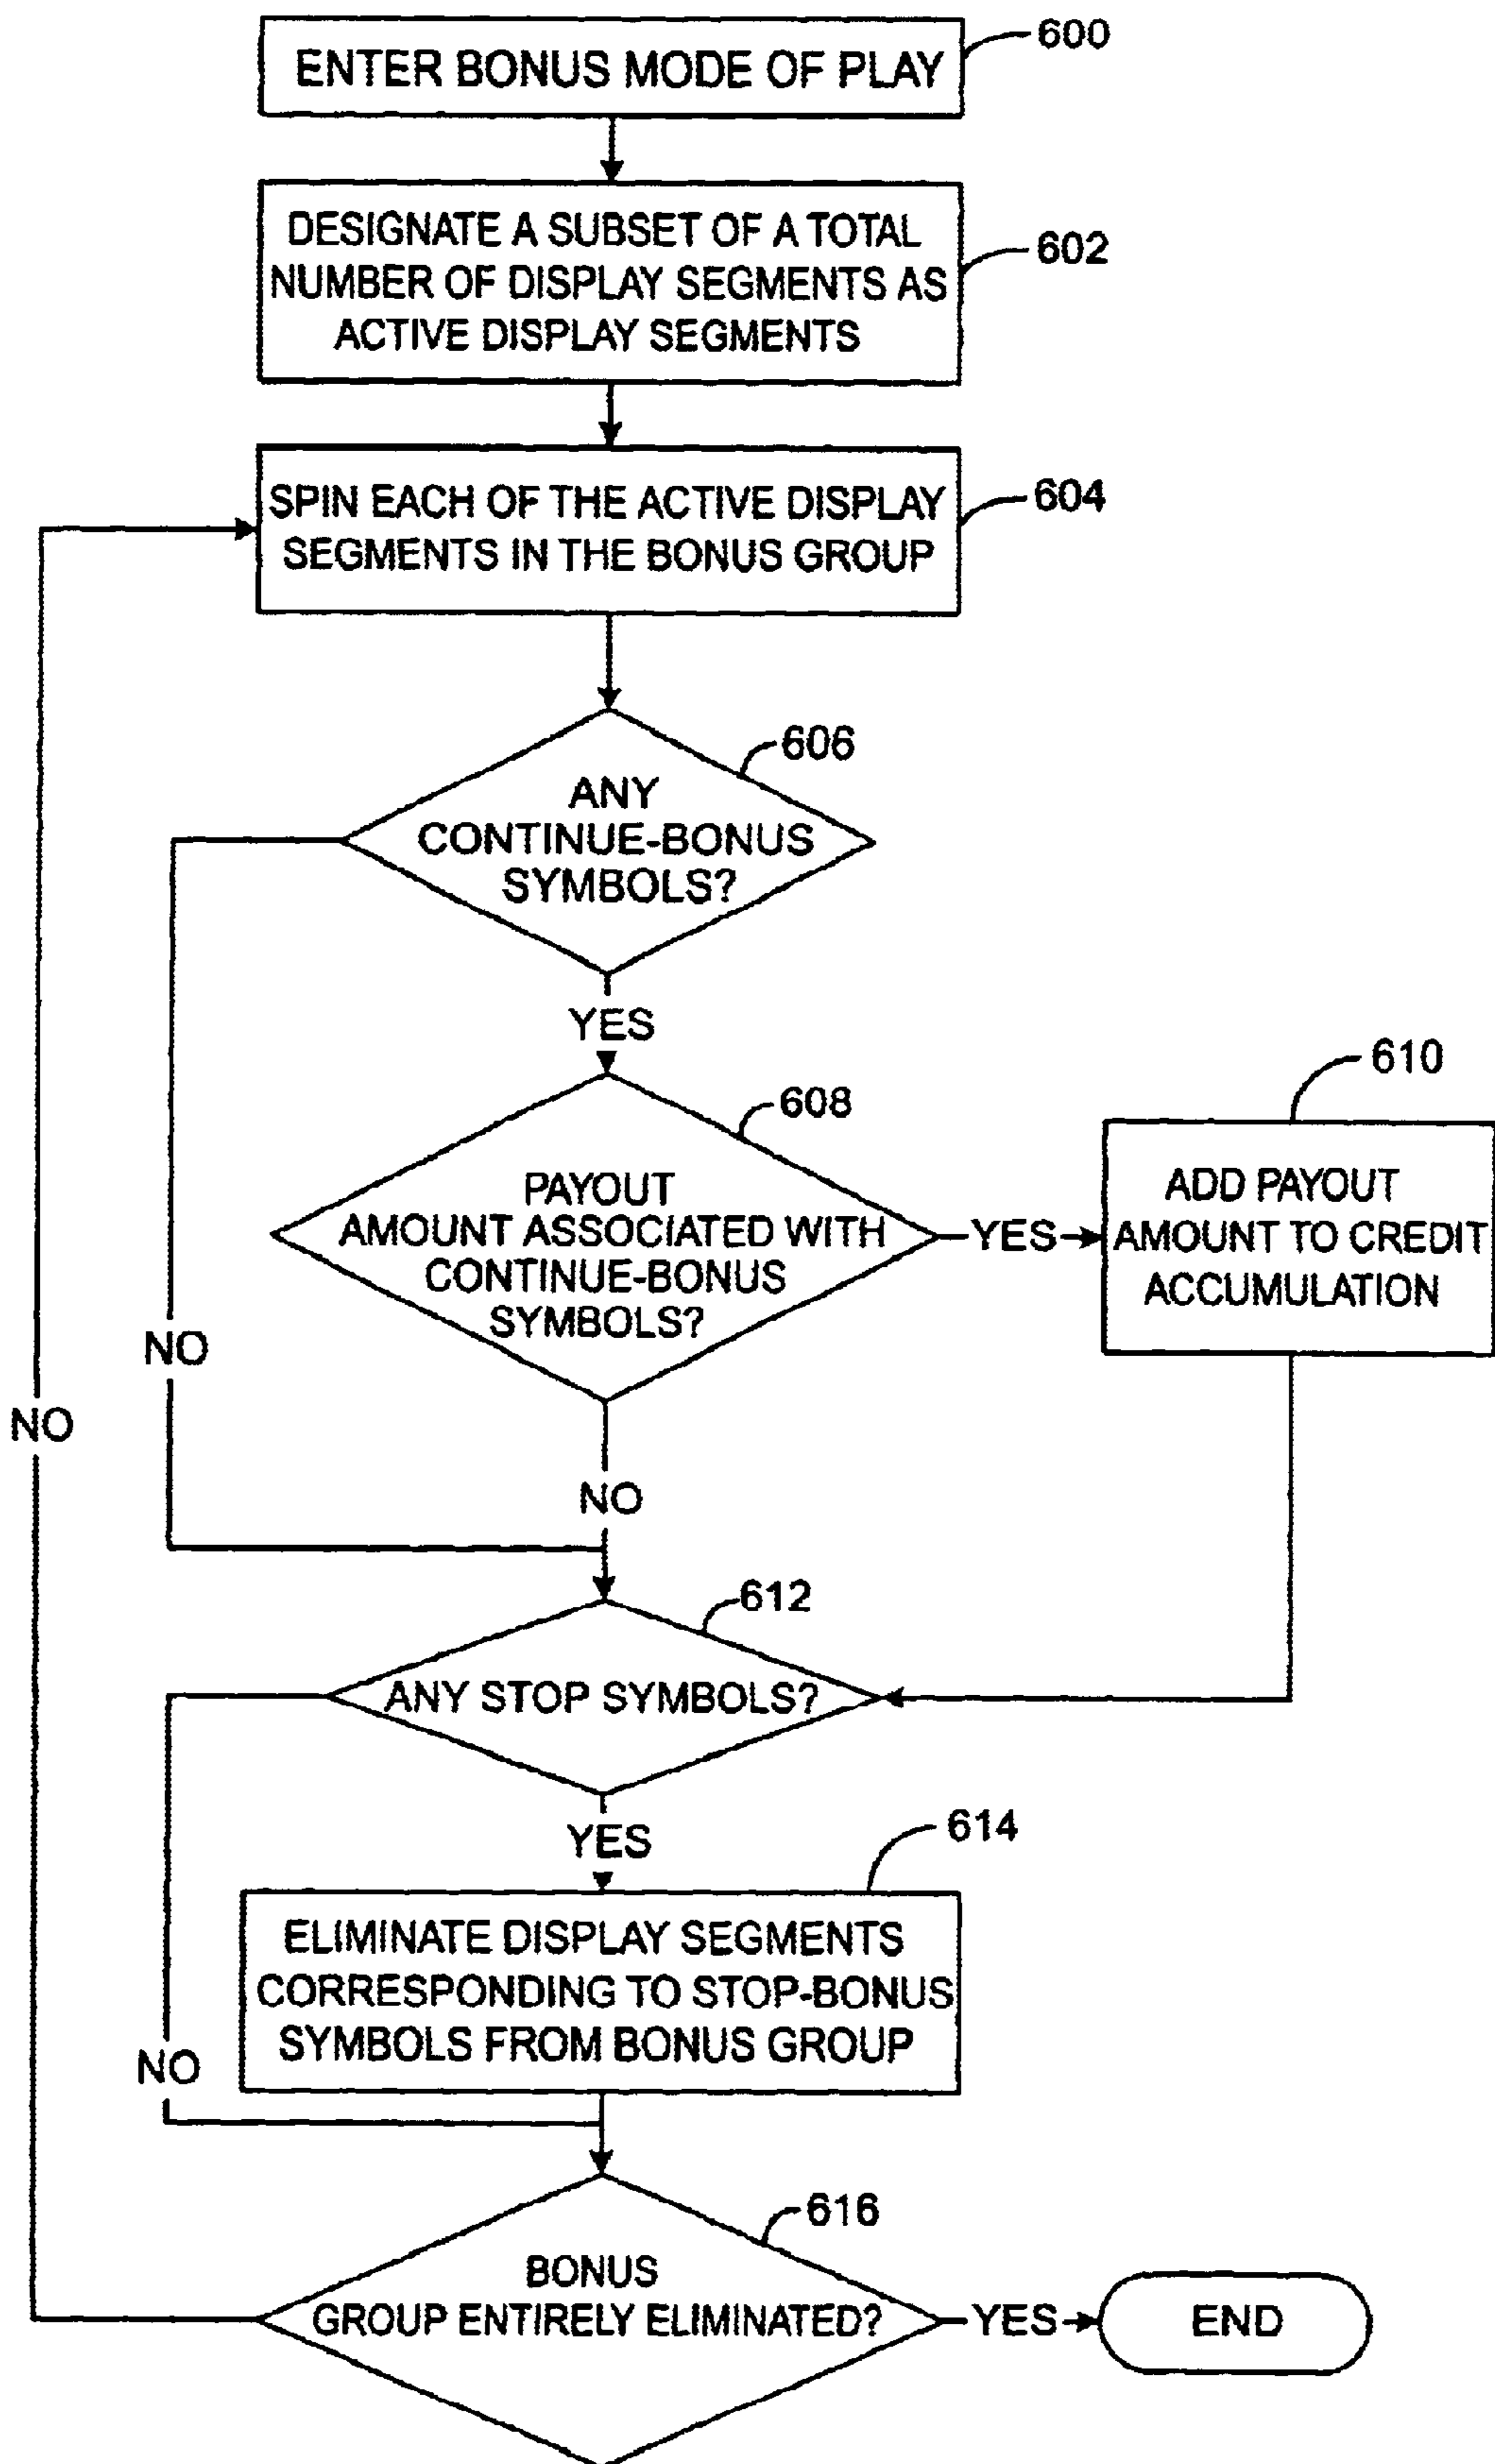 ENTER BONUS MODE OF PLAY
600
DESIGNATE A SUBSET OF A TOTAL
NUMBER OF DISPLAY SEGMENTS AS
ACTIVE DISPLAY SEGMENTS
602
SPIN EACH OF THE ACTIVE DISPLAY
SEGMENTS IN THE BONUS GROUP
604
606
ANY
CONTINUE-BONUS
SYMBOLS?
YES
NO
608
PAYOUT
AMOUNT ASSOCIATED WITH
CONTINUE-BONUS
SYMBOLS?
YES
610
ADD PAYOUT
AMOUNT TO CREDIT
ACCUMULATION
NO
NO
612
ANY STOP SYMBOLS?
YES
614
ELIMINATE DISPLAY SEGMENTS
CORRESPONDING TO STOP-BONUS
SYMBOLS FROM BONUS GROUP
NO
616
BONUS
GROUP ENTIRELY ELIMINATED?
YES
END